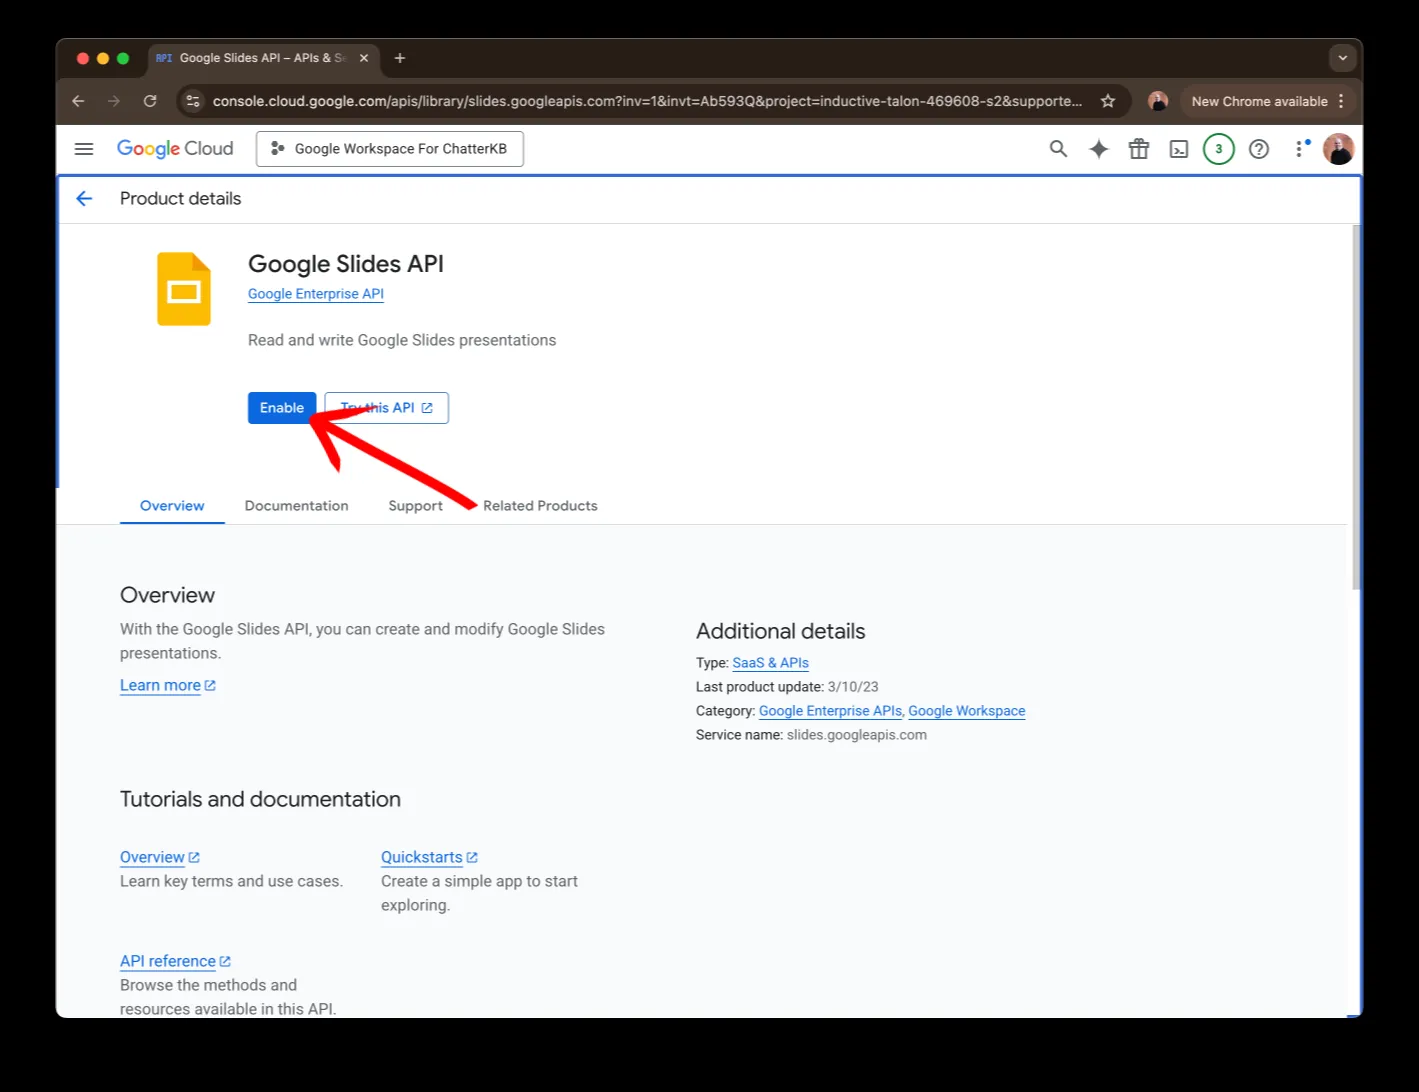 API Google Slides API – APIs & Se
console.cloud.google.com/apis/library/slides.googleapis.com?inv=1&invt=Ab593Q&project=inductive-talon-469608-s2&supporte...
New Chrome available
Google Cloud
Google Workspace For ChatterKB
3
Product details
Google Slides API
Google Enterprise API
Read and write Google Slides presentations
Enable
Try this API
Overview
Documentation
Support
Related Products
Overview
With the Google Slides API, you can create and modify Google Slides
presentations.
Learn more
Additional details
Type: SaaS & APIs
Last product update: 3/10/23
Category: Google Enterprise APIs, Google Workspace
Service name: slides.googleapis.com
Tutorials and documentation
Overview
Learn key terms and use cases.
Quickstarts
Create a simple app to start
exploring.
API reference
Browse the methods and
resources available in this API.